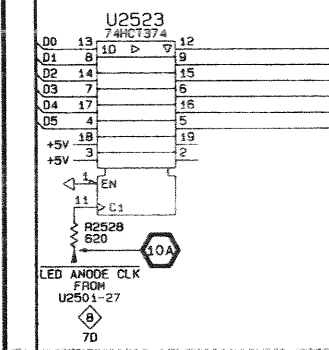 U2523
74HCT374
D0 13 1D ▷ ▽ 12
D1 8 9
D2 14 15
D3 7 6
D4 17 16
D5 4 5
18 19
+5V 3 2
+5V
1 EN
11 C1
R2528
620
10A
LED ANODE CLK
FROM
U2501-27
8
7D